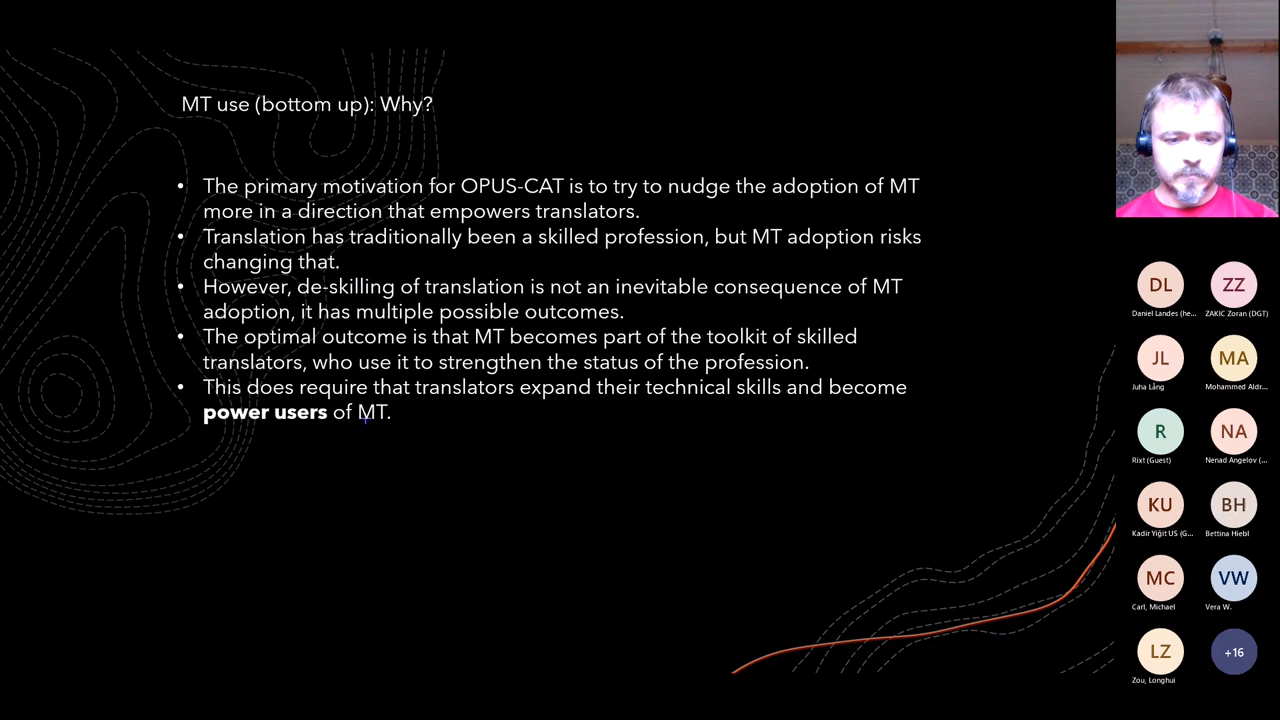 MT use (bottom up): Why?
• The primary motivation for OPUS-CAT is to try to nudge the adoption of MT
more in a direction that empowers translators.
• Translation has traditionally been a skilled profession, but MT adoption risks
changing that.
• However, de-skilling of translation is not an inevitable consequence of MT
adoption, it has multiple possible outcomes.
• The optimal outcome is that MT becomes part of the toolkit of skilled
translators, who use it to strengthen the status of the profession.
• This does require that translators expand their technical skills and become
power users of MT.
DL ZZ
Daniel Landes (he... ZAKIC Zoran (DGT)
JL MA
Juha Lång Mohammed Aldr...
R NA
Rixt (Guest) Nenad Angelov (...
KU BH
Kadir Yiğit US (G... Bettina Hiebl
MC VW
Carl, Michael Vera W.
LZ +16
Zou, Longhui